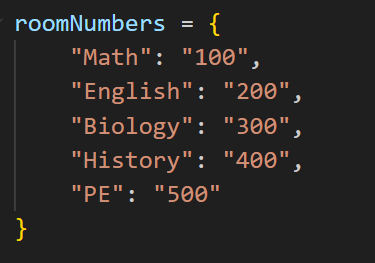 roomNumbers = {
    "Math": "100",
    "English": "200",
    "Biology": "300",
    "History": "400",
    "PE": "500"
}